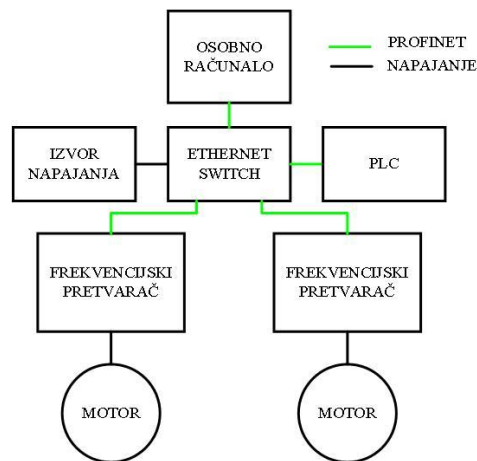 OSOBNO
RAČUNALO
PROFINET
NAPAJANJE
IZVOR
NAPAJANJA
ETHERNET
SWITCH
PLC
FREKVENCIJSKI
PRETVARAČ
FREKVENCIJSKI
PRETVARAČ
MOTOR
MOTOR